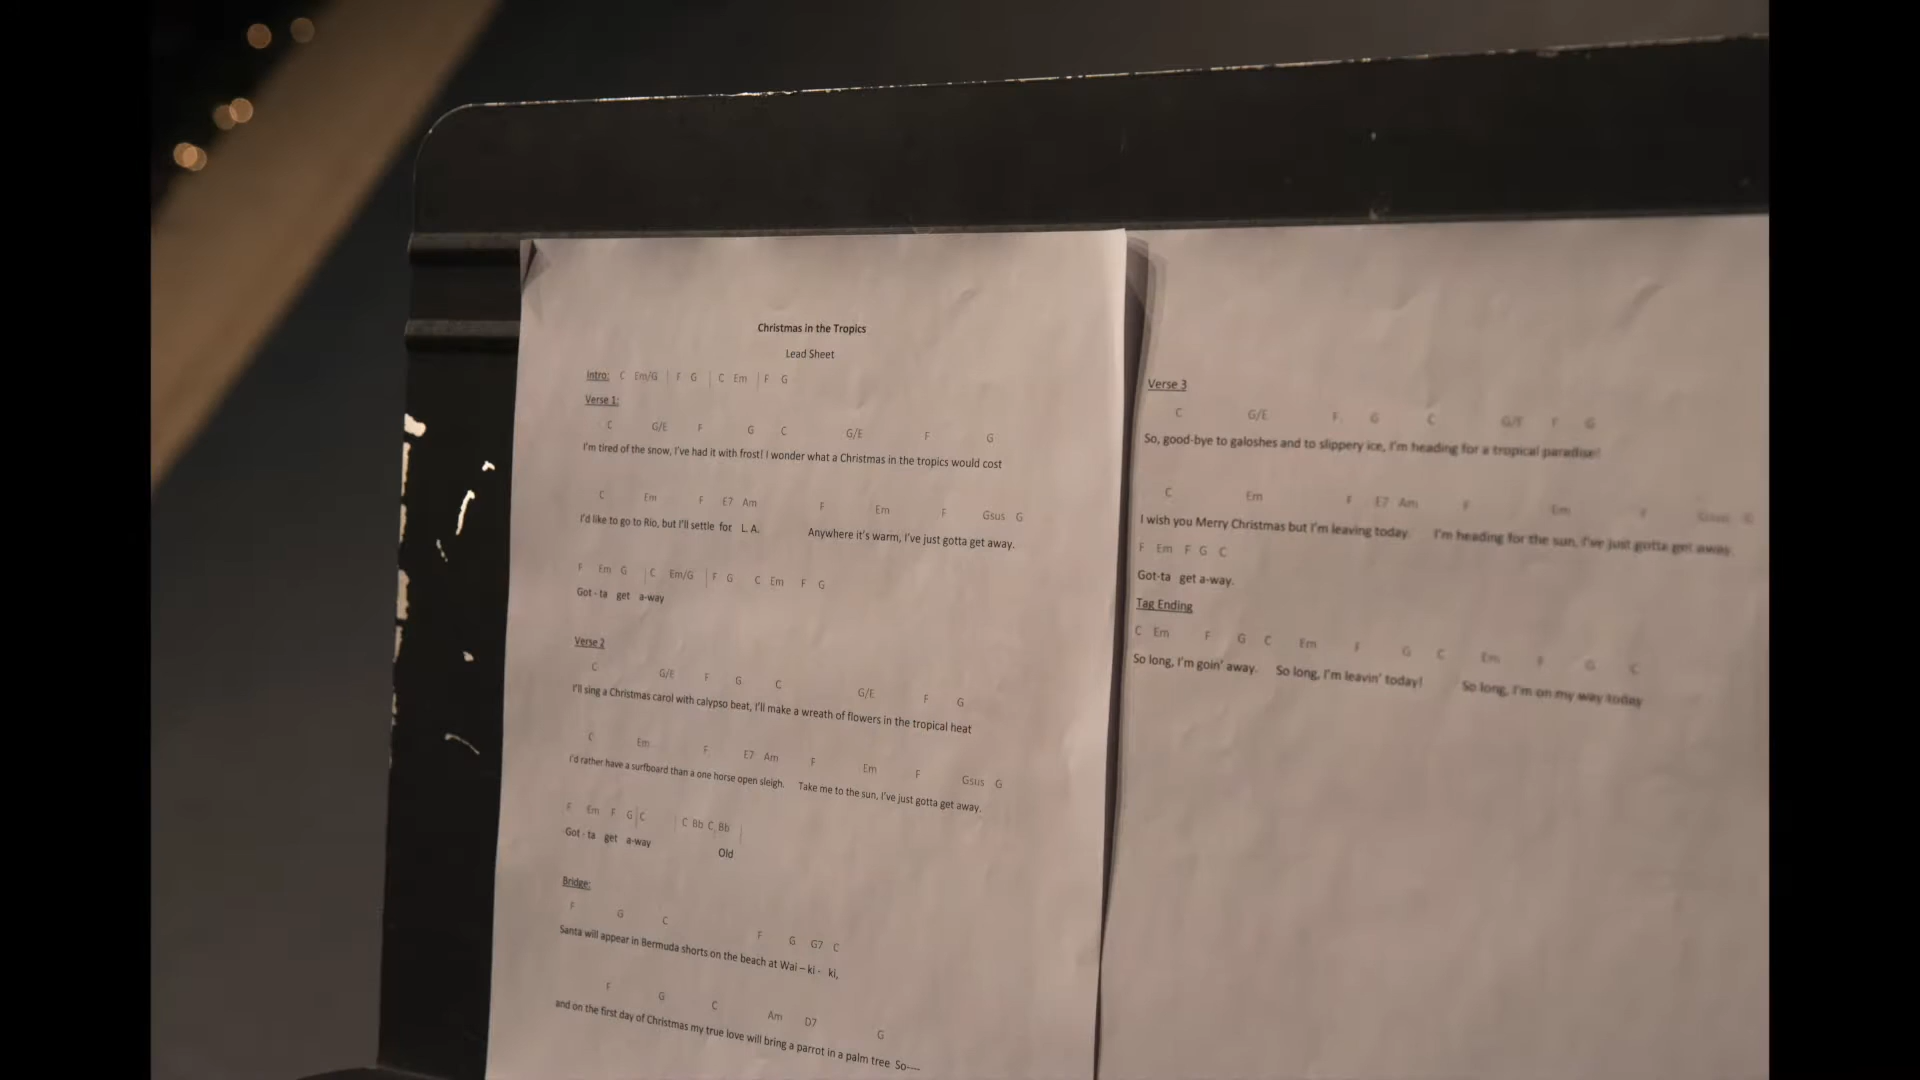 Christmas in the Tropics
Lead Sheet
Intro: C Em/G | F G | C Em | F G
Verse 1:
C G/E F G C G/E F G
I'm tired of the snow, I've had it with frost! I wonder what a Christmas in the tropics would cost
C Em F E7 Am F Em F Gsus G
I'd like to go to Rio, but I'll settle for L. A. Anywhere it's warm, I've just gotta get away.
F Em G | C Em/G | F G C Em F G
Got - ta get a-way
Verse 2
C G/E F G C G/E F G
I'll sing a Christmas carol with calypso beat, I'll make a wreath of flowers in the tropical heat
C Em F E7 Am F Em F Gsus G
I'd rather have a surfboard than a one horse open sleigh. Take me to the sun, I've just gotta get away.
F Em F G | C | C Bb C Bb |
Got - ta get a-way Old
Bridge:
F G C F G G7 C
Santa will appear in Bermuda shorts on the beach at Wai – ki - ki,
F G C Am D7 G
and on the first day of Christmas my true love will bring a parrot in a palm tree So----
Verse 3
C G/E F G C G/E F G
So, good-bye to galoshes and to slippery ice, I'm heading for a tropical paradise!
C Em F E7 Am F Em F Gsus G
I wish you Merry Christmas but I'm leaving today. I'm heading for the sun, I've just gotta get away
F Em F G C
Got-ta get a-way.
Tag Ending
C Em F G C Em F G C Em F G C
So long, I'm goin' away. So long, I'm leavin' today! So long, I'm on my way today